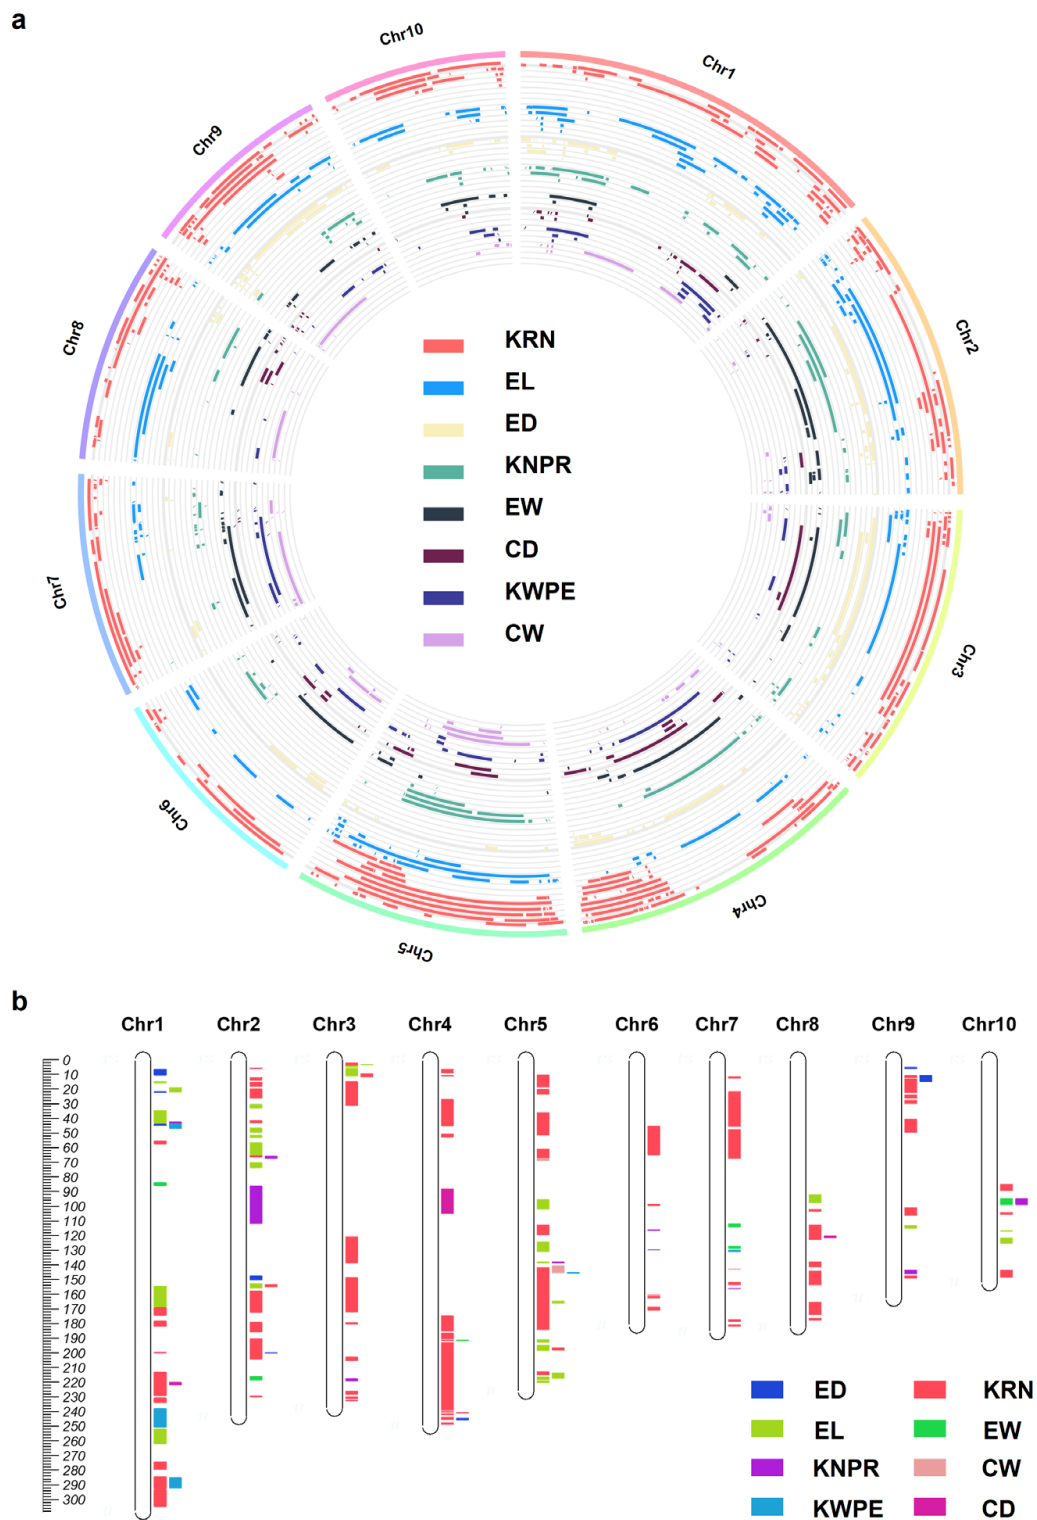 a
Chr10
Chr1
Chr9
Chr2
Chr8
KRN
EL
ED
KNPR
EW
CD
KWPE
CW
Chr7
Chr3
Chr6
Chr4
Chr5
b
Chr1 Chr2 Chr3 Chr4 Chr5 Chr6 Chr7 Chr8 Chr9 Chr10
0
10
20
30
40
50
60
70
80
90
100
110
120
130
140
150
160
170
180
190
200
210
220
230
240
250
260
270
280
290
300
ED KRN
EL EW
KNPR CW
KWPE CD